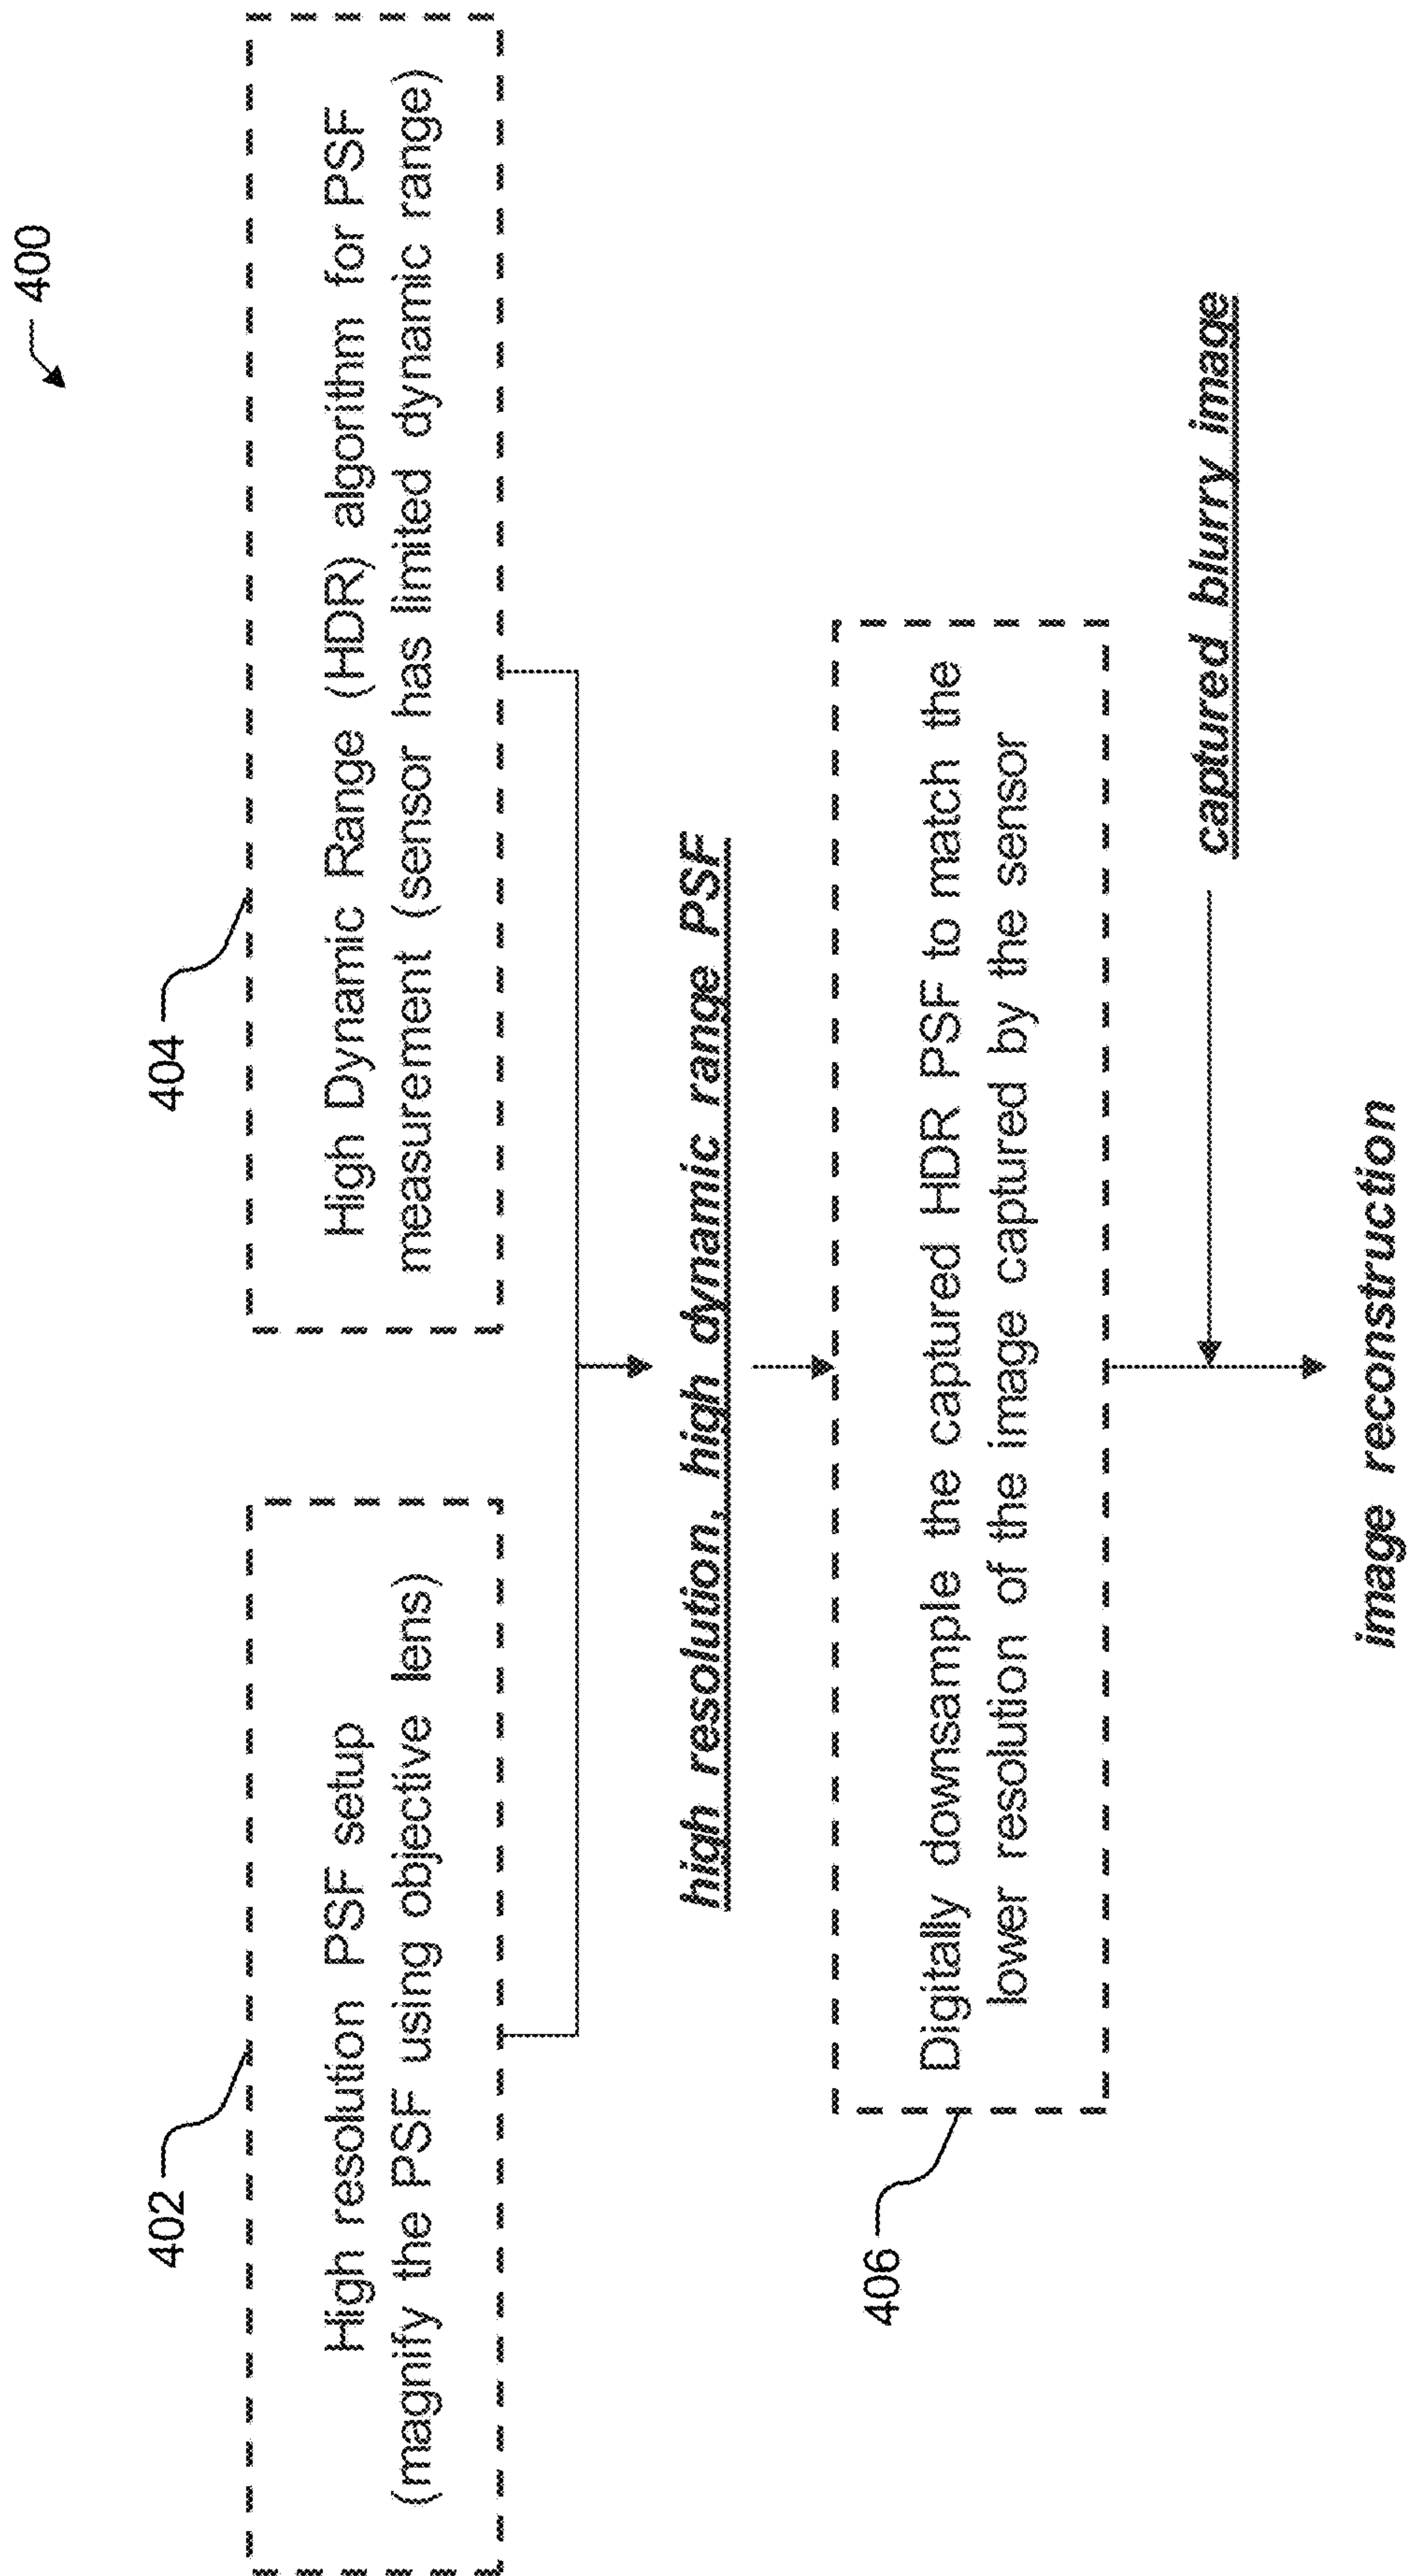 400
402
404
High resolution PSF setup
(magnify the PSF using objective lens)
High Dynamic Range (HDR) algorithm for PSF
measurement (sensor has limited dynamic range)
high resolution, high dynamic range PSF
406
Digitally downsample the captured HDR PSF to match the
lower resolution of the image captured by the sensor
captured blurry image
image reconstruction